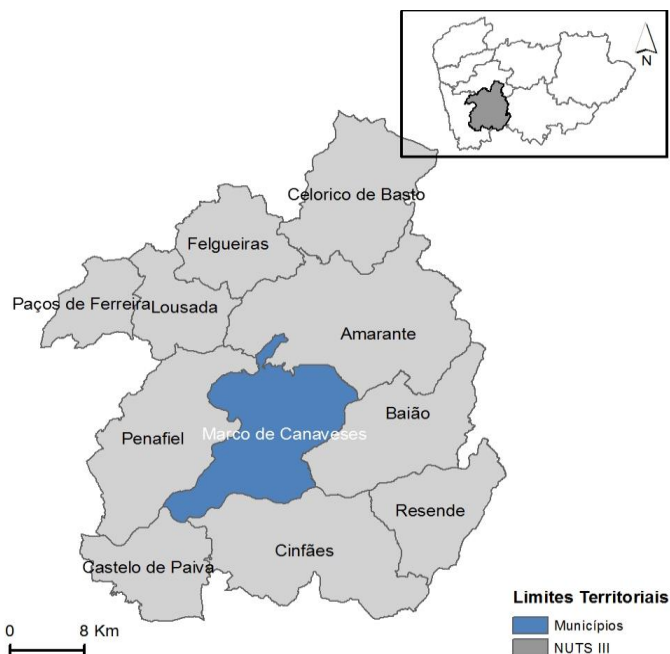 N
Celorico de Basto
Felgueiras
Paços de Ferreira
Lousada
Amarante
Baião
Penafiel
Marco de Canaveses
Resende
Cinfães
Castelo de Paiva
0 8 Km
Limites Territoriais
Municípios
NUTS III